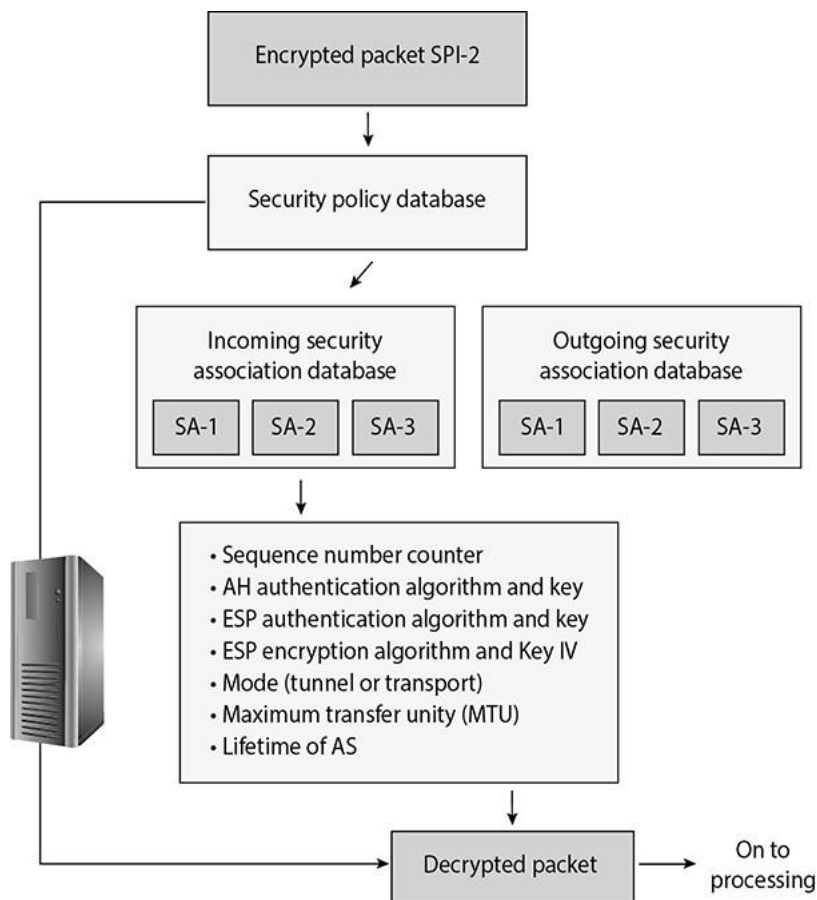 Encrypted packet SPI-2
Security policy database
Incoming security
association database
SA-1 SA-2 SA-3
Outgoing security
association database
SA-1 SA-2 SA-3
• Sequence number counter
• AH authentication algorithm and key
• ESP authentication algorithm and key
• ESP encryption algorithm and Key IV
• Mode (tunnel or transport)
• Maximum transfer unity (MTU)
• Lifetime of AS
Decrypted packet
On to
processing